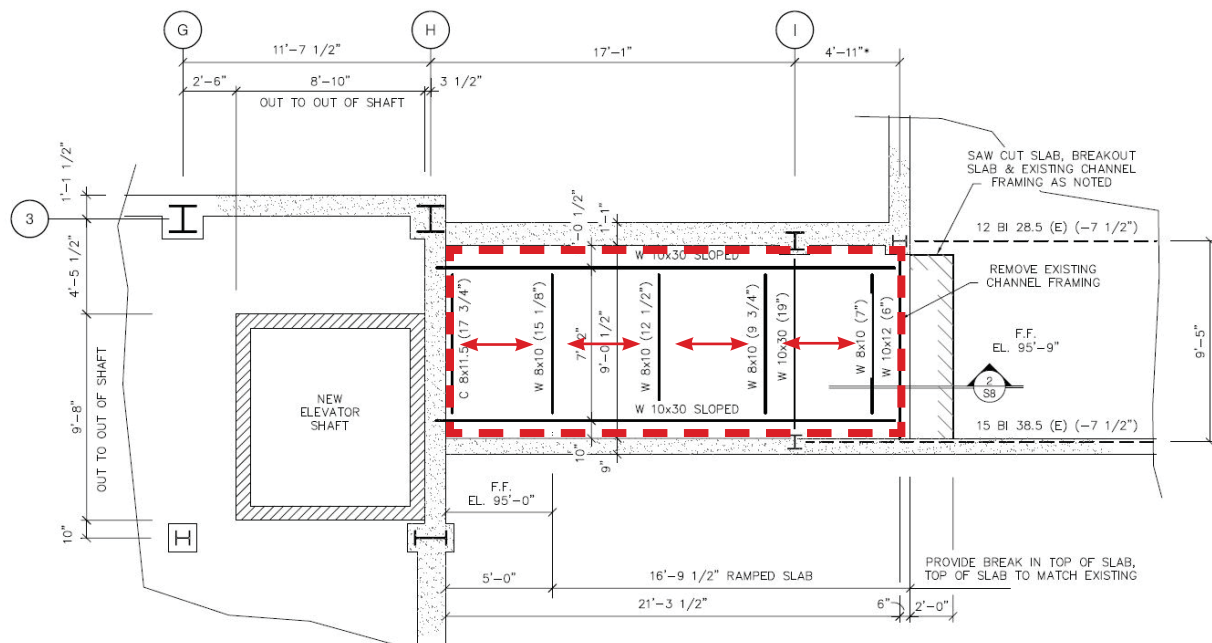 G
H
I
11'-7 1/2"
17'-1"
4'-11"*
2'-6"
8'-10"
3 1/2"
OUT TO OUT OF SHAFT
1'-1 1/2"
3
4'-5 1/2"
9'-8"
OUT TO OUT OF SHAFT
10"
SAW CUT SLAB, BREAKOUT
SLAB & EXISTING CHANNEL
FRAMING AS NOTED
12 BI 28.5 (E) (-7 1/2")
REMOVE EXISTING
CHANNEL FRAMING
F.F.
EL. 95'-9"
9'-5"
2
S8
15 BI 38.5 (E) (-7 1/2")
1'-1"
W 10x30 SLOPED
C 8x11.5 (17 3/4")
W 8x10 (15 1/8")
9'-0 1/2"
W 8x10 (12 1/2")
W 8x10 (9 3/4")
W 10x30 (19")
W 8x10 (7")
W 10x12 (6")
W 10x30 SLOPED
10"
9"
NEW
ELEVATOR
SHAFT
F.F.
EL. 95'-0"
5'-0"
16'-9 1/2" RAMPED SLAB
21'-3 1/2"
6"
2'-0"
PROVIDE BREAK IN TOP OF SLAB,
TOP OF SLAB TO MATCH EXISTING